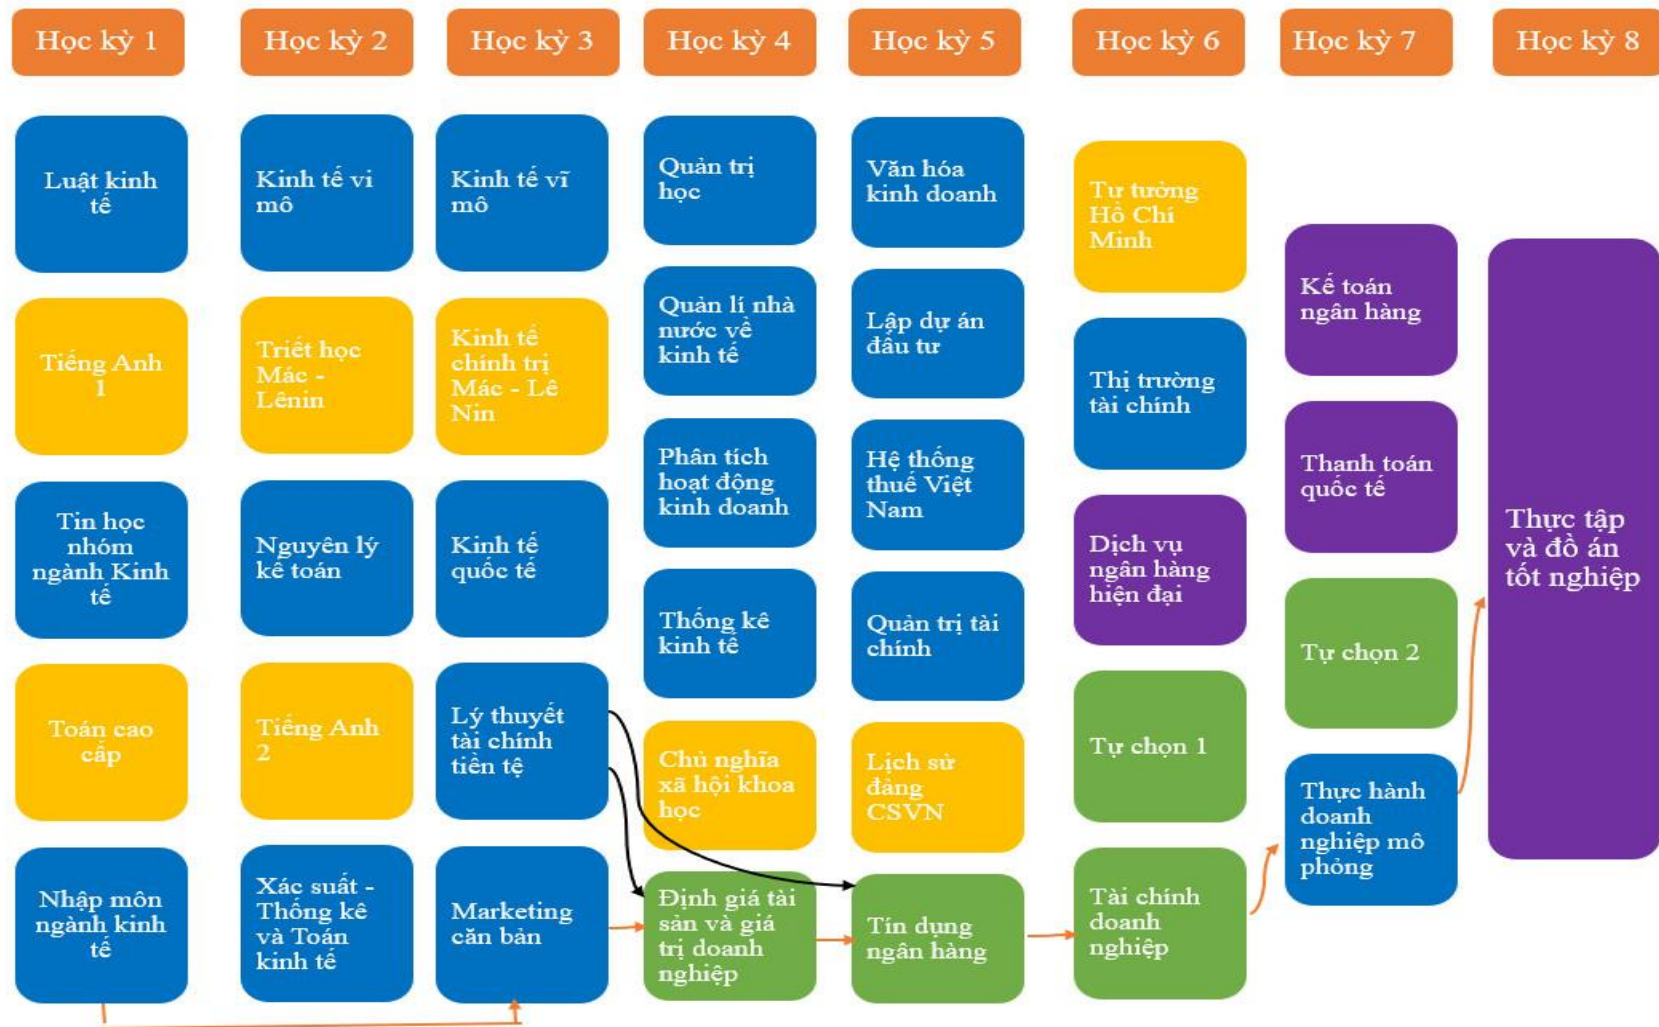 Học kỳ 1
Học kỳ 2
Học kỳ 3
Học kỳ 4
Học kỳ 5
Học kỳ 6
Học kỳ 7
Học kỳ 8
Luật kinh
tế
Tiếng Anh
1
Tin học
nhóm
ngành Kinh
tế
Toán cao
cấp
Nhập môn
ngành kinh
tế
Kinh tế vi
mô
Triết học
Mác -
Lênin
Nguyên lý
kế toán
Tiếng Anh
2
Xác suất -
Thống kê
và Toán
kinh tế
Kinh tế vĩ
mô
Kinh tế
chính trị
Mác - Lê
Nin
Kinh tế
quốc tế
Lý thuyết
tài chính
tiền tệ
Marketing
căn bản
Quản trị
học
Quản lí nhà
nước về
kinh tế
Phân tích
hoạt động
kinh doanh
Thống kê
kinh tế
Chủ nghĩa
xã hội khoa
học
Định giá tài
sản và giá
trị doanh
nghiệp
Văn hóa
kinh doanh
Lập dự án
đầu tư
Hệ thống
thuế Việt
Nam
Quản trị tài
chính
Lịch sử
đảng
CSVN
Tín dụng
ngân hàng
Tư tưởng
Hồ Chí
Minh
Thị trường
tài chính
Dịch vụ
ngân hàng
hiện đại
Tự chọn 1
Tài chính
doanh
nghiệp
Kế toán
ngân hàng
Thanh toán
quốc tế
Tự chọn 2
Thực hành
doanh
nghiệp mô
phỏng
Thực tập
và đồ án
tốt nghiệp